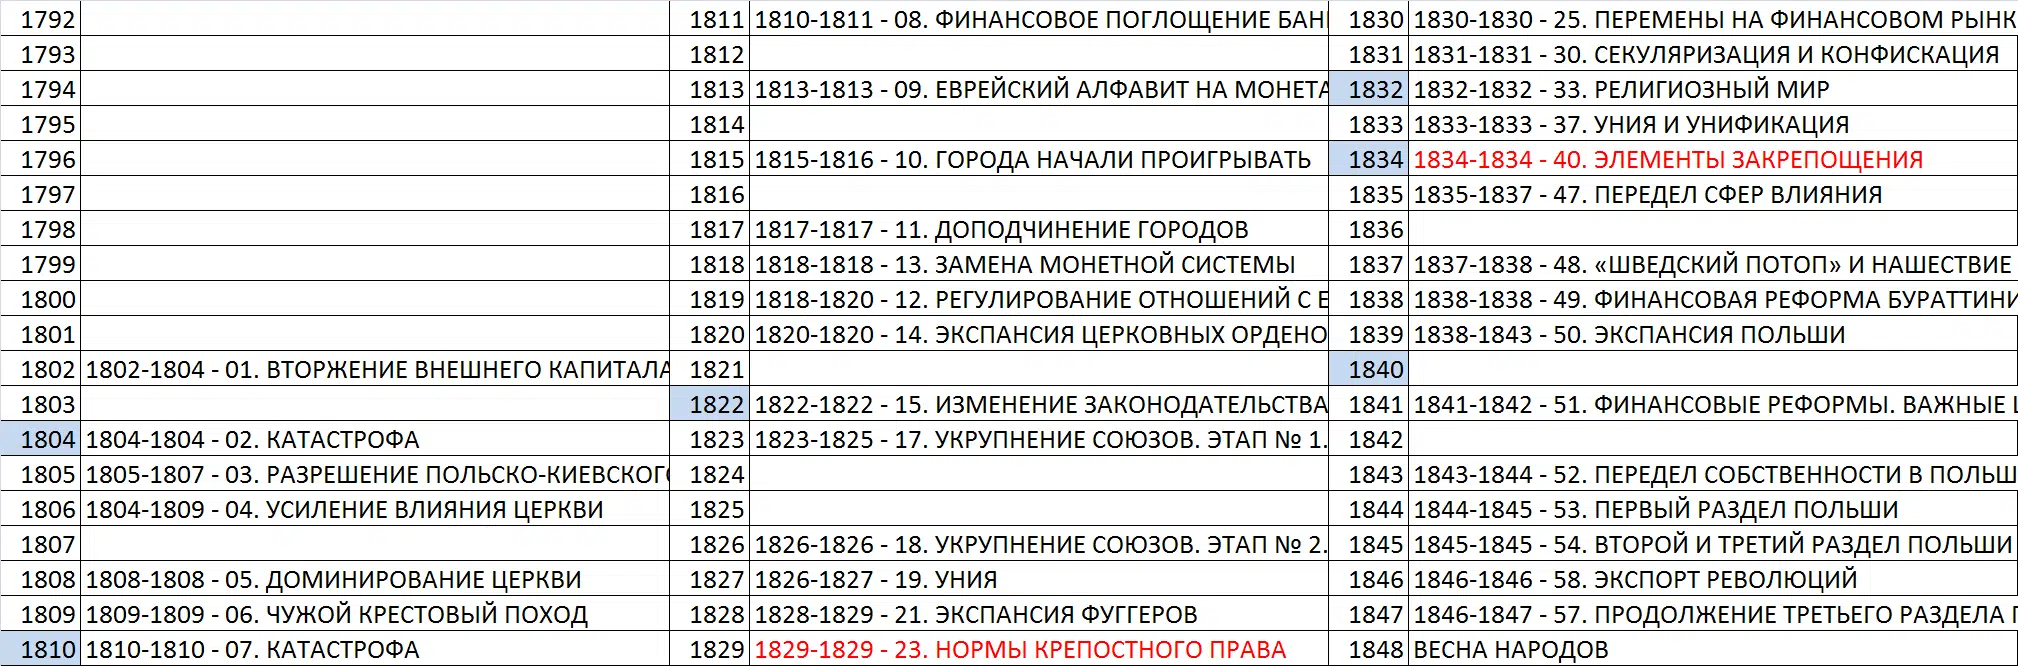 1792
1793
1794
1795
1796
1797
1798
1799
1800
1801
1802 1802-1804 - 01. ВТОРЖЕНИЕ ВНЕШНЕГО КАПИТАЛА
1803
1804 1804-1804 - 02. КАТАСТРОФА
1805 1805-1807 - 03. РАЗРЕШЕНИЕ ПОЛЬСКО-КИЕВСКОГО
1806 1804-1809 - 04. УСИЛЕНИЕ ВЛИЯНИЯ ЦЕРКВИ
1807
1808 1808-1808 - 05. ДОМИНИРОВАНИЕ ЦЕРКВИ
1809 1809-1809 - 06. ЧУЖОЙ КРЕСТОВЫЙ ПОХОД
1810 1810-1810 - 07. КАТАСТРОФА
1811 1810-1811 - 08. ФИНАНСОВОЕ ПОГЛОЩЕНИЕ
1812
1813 1813-1813 - 09. ЕВРЕЙСКИЙ АЛФАВИТ НА МОНЕТА
1814
1815 1815-1816 - 10. ГОРОДА НАЧАЛИ ПРОИГРЫВАТЬ
1816
1817 1817-1817 - 11. ДОПОДЧИНЕНИЕ ГОРОДОВ
1818 1818-1818 - 13. ЗАМЕНА МОНЕТНОЙ СИСТЕМЫ
1819 1818-1820 - 12. РЕГУЛИРОВАНИЕ ОТНОШЕНИЙ С Е
1820 1820-1820 - 14. ЭКСПАНСИЯ ЦЕРКОВНЫХ ОРДЕНО
1821
1822 1822-1822 - 15. ИЗМЕНЕНИЕ ЗАКОНОДАТЕЛЬСТВА
1823 1823-1825 - 17. УКРУПНЕНИЕ СОЮЗОВ. ЭТАП № 1.
1824
1825
1826 1826-1826 - 18. УКРУПНЕНИЕ СОЮЗОВ. ЭТАП № 2.
1827 1826-1827 - 19. УНИЯ
1828 1828-1829 - 21. ЭКСПАНСИЯ ФУГГЕРОВ
1829 1829-1829 - 23. НОРМЫ КРЕПОСТНОГО ПРАВА
1830 1830-1830 - 25. ПЕРЕМЕНЫ НА ФИНАНСОВОМ РЫНК
1831 1831-1831 - 30. СЕКУЛЯРИЗАЦИЯ И КОНФИСКАЦИЯ
1832 1832-1832 - 33. РЕЛИГИОЗНЫЙ МИР
1833 1833-1833 - 37. УНИЯ И УНИФИКАЦИЯ
1834 1834-1834 - 40. ЭЛЕМЕНТЫ ЗАКРЕПОЩЕНИЯ
1835 1835-1837 - 47. ПЕРЕДЕЛ СФЕР ВЛИЯНИЯ
1836
1837 1837-1838 - 48. «ШВЕДСКИЙ ПОТОП» И НАШЕСТВИЕ
1838 1838-1838 - 49. ФИНАНСОВАЯ РЕФОРМА БУРАТТИНИ
1839 1838-1843 - 50. ЭКСПАНСИЯ ПОЛЬШИ
1840
1841 1841-1842 - 51. ФИНАНСОВЫЕ РЕФОРМЫ. ВАЖНЫЕ
1842
1843 1843-1844 - 52. ПЕРЕДЕЛ СОБСТВЕННОСТИ В ПОЛЬШ
1844 1844-1845 - 53. ПЕРВЫЙ РАЗДЕЛ ПОЛЬШИ
1845 1845-1845 - 54. ВТОРОЙ И ТРЕТИЙ РАЗДЕЛ ПОЛЬШИ
1846 1846-1846 - 58. ЭКСПОРТ РЕВОЛЮЦИЙ
1847 1846-1847 - 57. ПРОДОЛЖЕНИЕ ТРЕТЬЕГО РАЗДЕЛА
1848 ВЕСНА НАРОДОВ